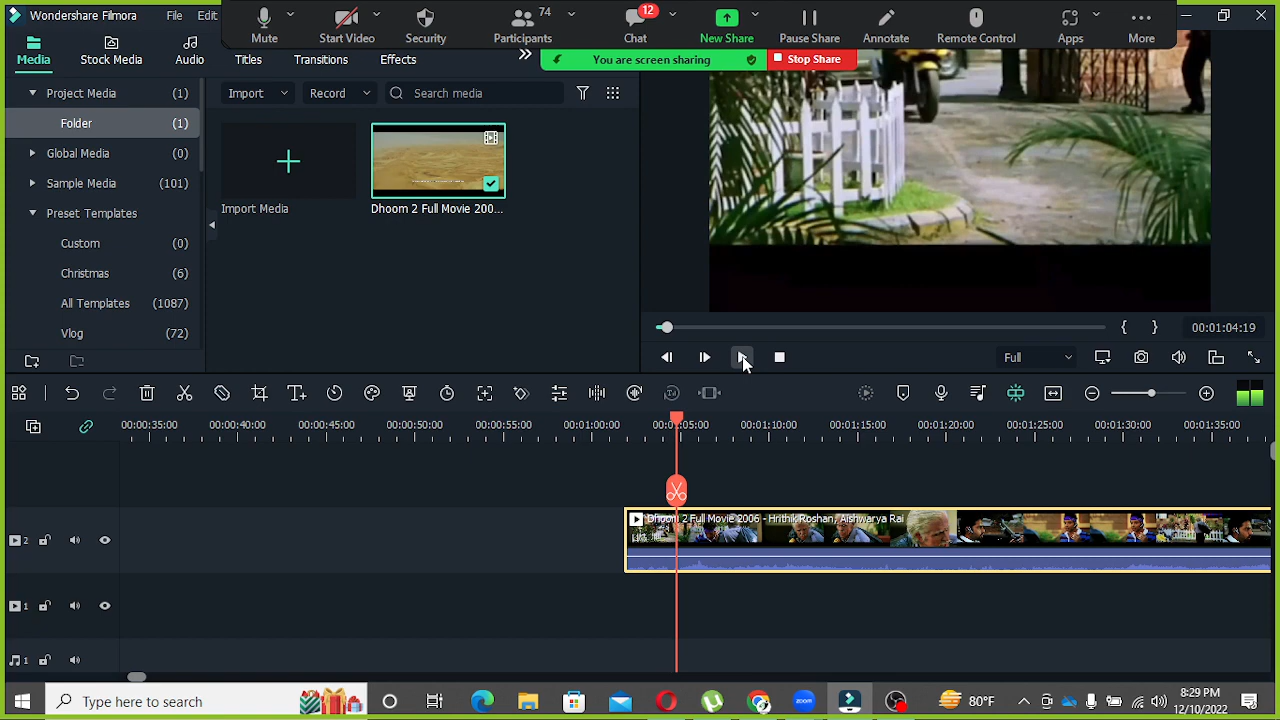 Wondershare Filmora File Edit
Mute Start Video Security Participants 74 Chat 12 New Share Pause Share Annotate Remote Control Apps More
You are screen sharing Stop Share
Media Stock Media Audio Titles Transitions Effects
Project Media (1)
Folder (1)
Global Media (0)
Sample Media (101)
Preset Templates
Custom (0)
Christmas (6)
All Templates (1087)
Vlog (72)
Import Record Search media
Import Media Dhoom 2 Full Movie 200...
00:01:04:19
Full
00:00:35:00 00:00:40:00 00:00:45:00 00:00:50:00 00:00:55:00 00:01:00:00 00:01:05:00 00:01:10:00 00:01:15:00 00:01:20:00 00:01:25:00 00:01:30:00 00:01:35:00
Dhoom 2 Full Movie 2006 - Hrithik Roshan, Aishwarya Rai
2
1
1
Type here to search
zoom
80°F
8:29 PM
12/10/2022